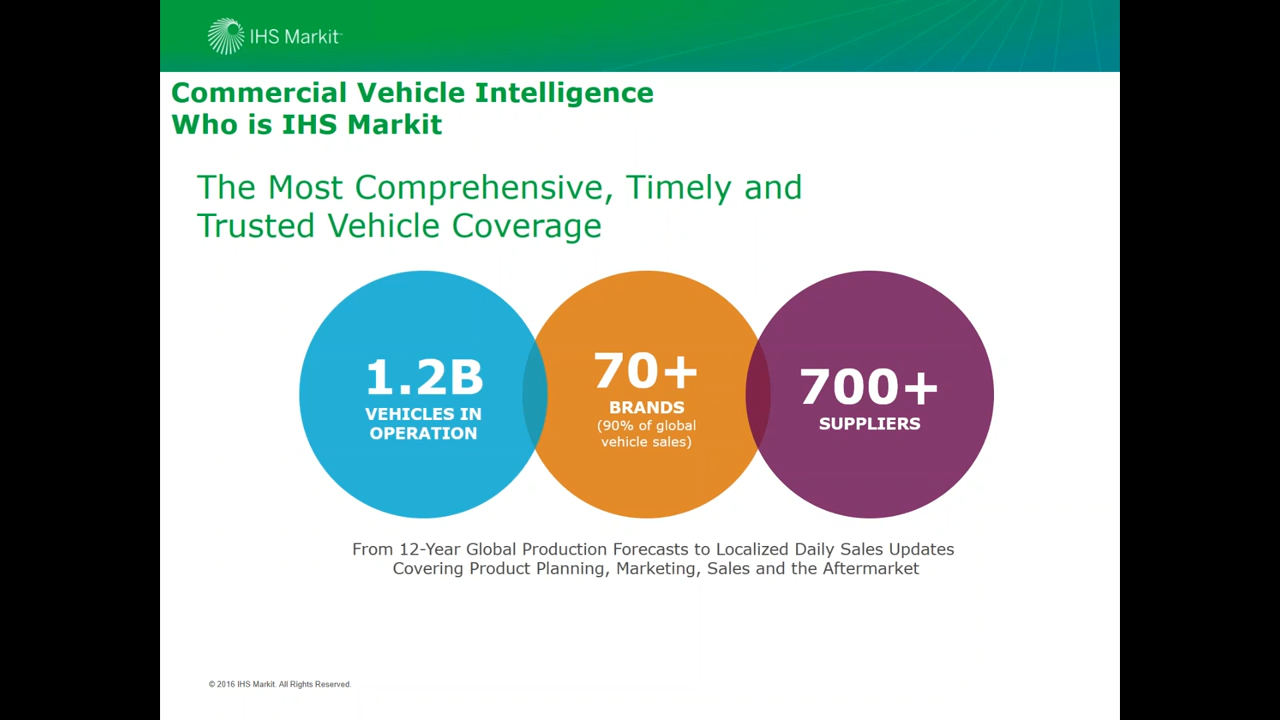 IHS Markit™
Commercial Vehicle Intelligence
Who is IHS Markit
The Most Comprehensive, Timely and
Trusted Vehicle Coverage
1.2B
VEHICLES IN
OPERATION
70+
BRANDS
(90% of global
vehicle sales)
700+
SUPPLIERS
From 12-Year Global Production Forecasts to Localized Daily Sales Updates
Covering Product Planning, Marketing, Sales and the Aftermarket
© 2016 IHS Markit. All Rights Reserved.